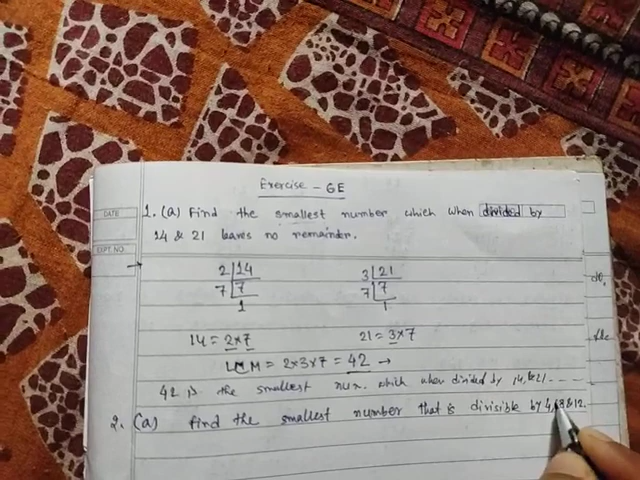 Exercise - 6E
DATE
1. (a) Find the smallest number which when divided by
14 & 21 leaves no remainder.
EXPT. NO.
2 14 3 21
7 7 7 7
1 1
14 = 2×7 21 = 3×7
LCM = 2×3×7 = 42 →
42 is the smallest num. which when divided by 14, & 21 - - - -
2. (a) find the smallest number that is divisible by 4, 8 & 12.